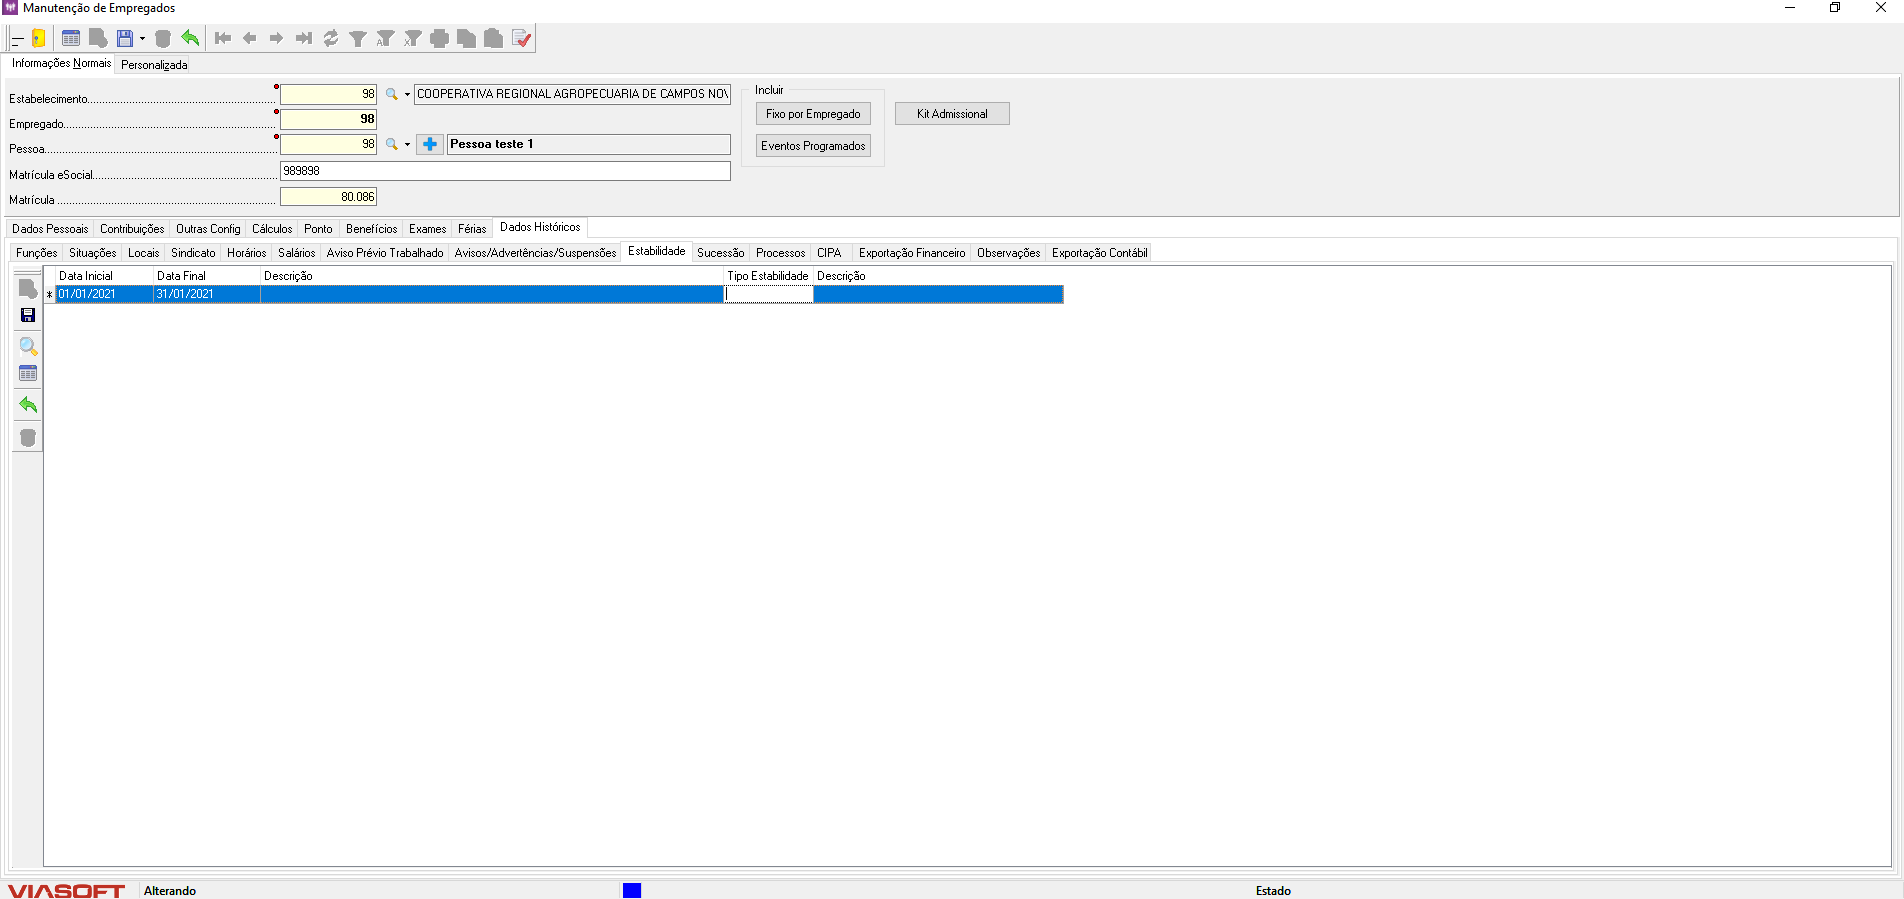 Manutenção de Empregados
Informações Normais Personalizada
Estabelecimento 98 COOPERATIVA REGIONAL AGROPECUARIA DE CAMPOS NOV
Empregado 98
Pessoa 98 Pessoa teste 1
Matrícula eSocial 989898
Matrícula 80.086
Incluir
Fixo por Empregado
Eventos Programados
Kit Admissional
Dados Pessoais Contribuições Outras Config Cálculos Ponto Benefícios Exames Férias Dados Históricos
Funções Situações Locais Sindicato Horários Salários Aviso Prévio Trabalhado Avisos/Advertências/Suspensões Estabilidade Sucessão Processos CIPA Exportação Financeiro Observações Exportação Contábil
Data Inicial Data Final Descrição Tipo Estabilidade Descrição
* 01/01/2021 31/01/2021
VIASOFT Alterando Estado